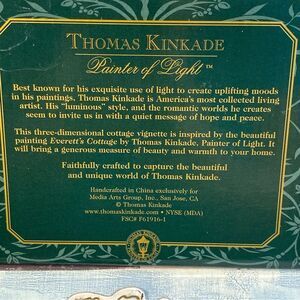 THOMAS KINKADE
Painter of Light™
Best known for his exquisite use of light to create uplifting moods
in his paintings, Thomas Kinkade is America's most collected living
artist. His "luminous" style, and the romantic worlds he creates
seem to invite us in with a quiet message of hope and peace.
This three-dimensional cottage vignette is inspired by the beautiful
painting Everett's Cottage by Thomas Kinkade, Painter of Light. It
will bring a generous measure of beauty and warmth to your home.
Faithfully crafted to capture the beautiful
and unique world of Thomas Kinkade.
Handcrafted in China exclusively for
Media Arts Group, Inc., San Jose, CA
© Thomas Kinkade
www.thomaskinkade.com • NYSE (MDA)
FSC# F61916-1